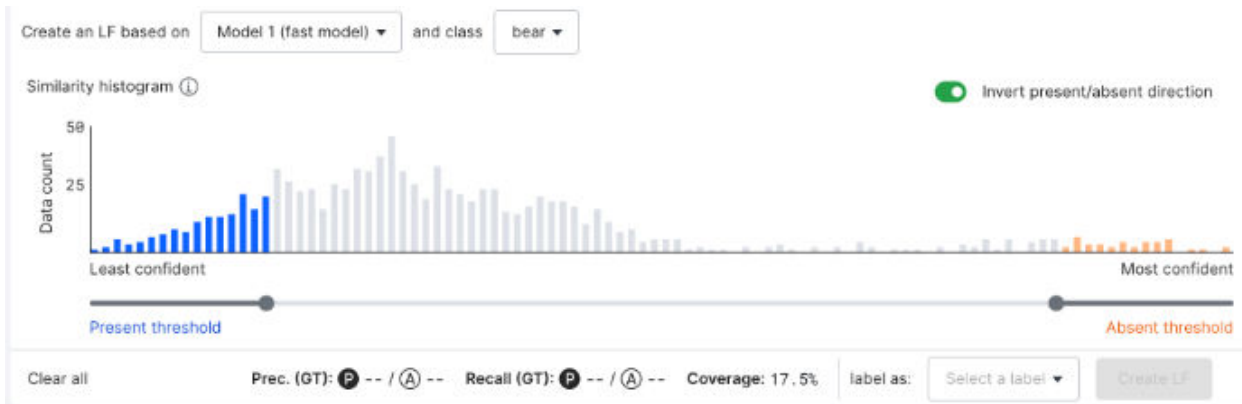 Create an LF based on Model 1 (fast model) and class bear
Similarity histogram
Invert present/absent direction
50
25
Data count
Least confident Most confident
Present threshold Absent threshold
Clear all Prec. (GT): P -- / A -- Recall (GT): P -- / A -- Coverage: 17.5% label as: Select a label Create LF